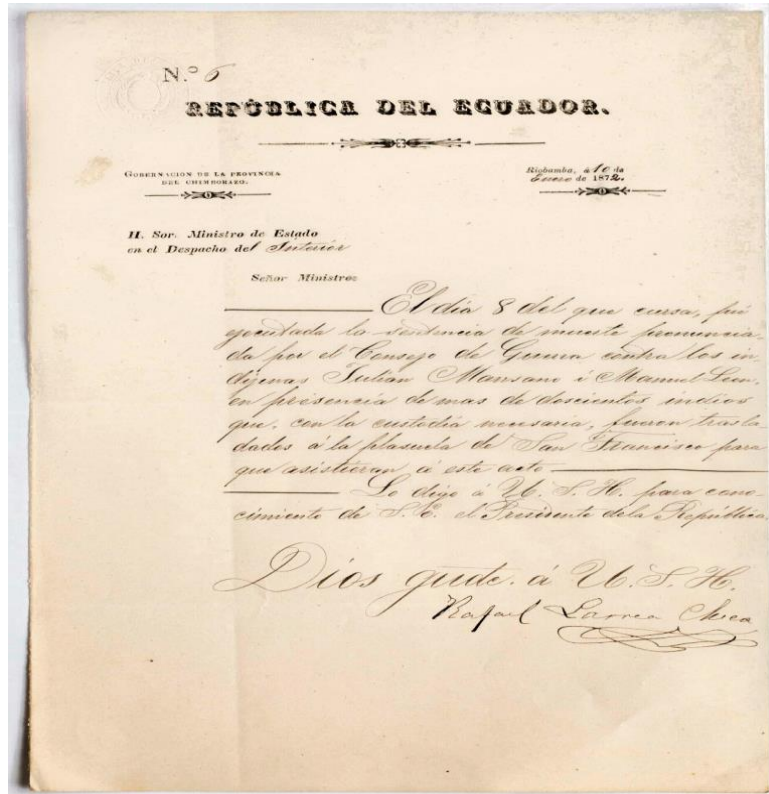 N.º 6
REPÚBLICA DEL ECUADOR.
GOBERNACION DE LA PROVINCIA
DEL CHIMBORAZO.
Riobamba, á 10 de
Enero de 1872.
H. Sor. Ministro de Estado
en el Despacho del Interior
Señor Ministro:
El dia 8 del que cursa, fué
ejecutada la sentencia de muerte pronuncia-
da por el Consejo de Guerra contra los in-
díjenas Julian Mansano i Manuel Leon,
en presencia de mas de doscientos indios
que, con la custodia necesaria, fueron trasla-
dados á la plasuela de San Francisco para
que asistieran á este acto
Lo digo á U. S. H. para cono-
cimiento de S. E. el Presidente de la República.
Dios gude. á U. S. H.
Rafael Larrea Checa